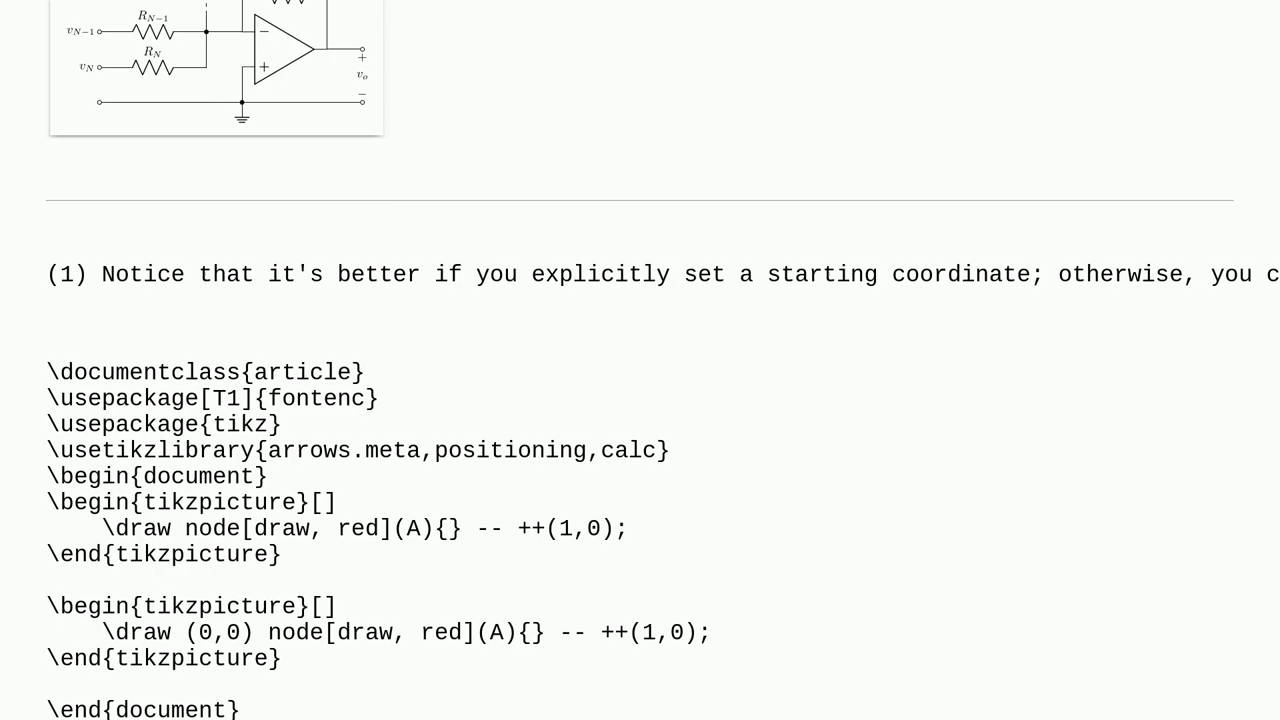 R_{N-1}
v_{N-1}
−
R_N
+
v_N
+
v_o
−
(1) Notice that it's better if you explicitly set a starting coordinate; otherwise, you c
\documentclass{article}
\usepackage[T1]{fontenc}
\usepackage{tikz}
\usetikzlibrary{arrows.meta,positioning,calc}
\begin{document}
\begin{tikzpicture}[]
    \draw node[draw, red](A){} -- ++(1,0);
\end{tikzpicture}
\begin{tikzpicture}[]
    \draw (0,0) node[draw, red](A){} -- ++(1,0);
\end{tikzpicture}
\end{document}